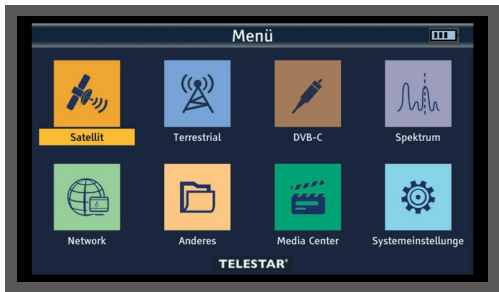 Menü
Satellit
Terrestrial
DVB-C
Spektrum
Network
Anderes
Media Center
Systemeinstellunge
TELESTAR®